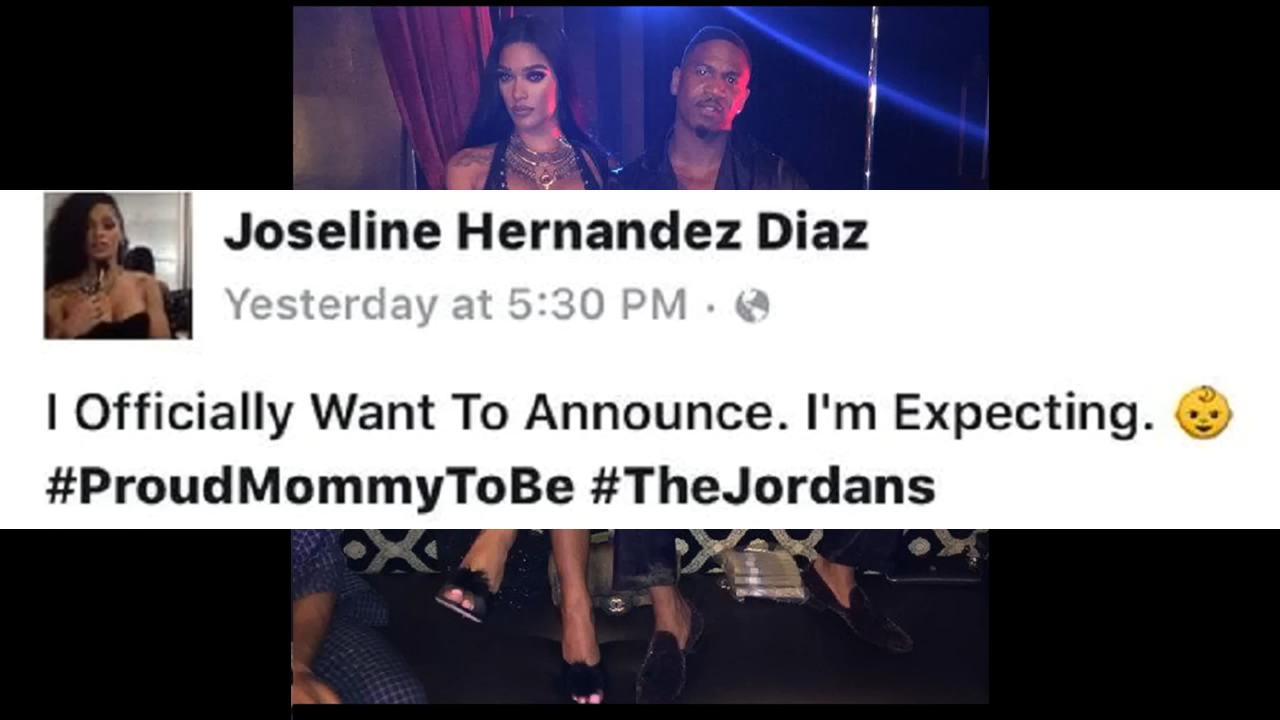 Joseline Hernandez Diaz
Yesterday at 5:30 PM ·
I Officially Want To Announce. I'm Expecting. 👶
#ProudMommyToBe #TheJordans